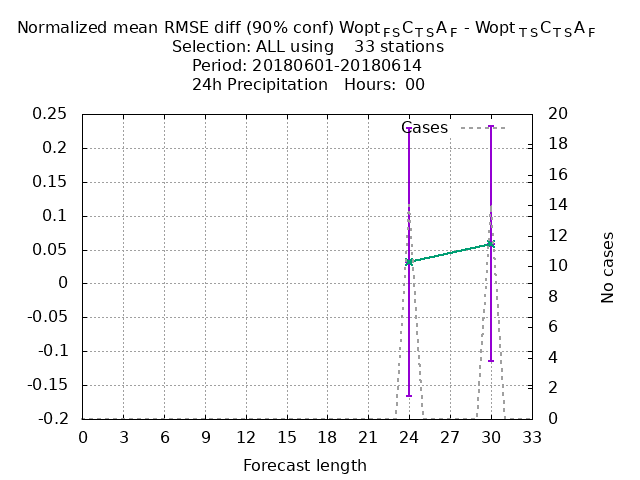 Normalized mean RMSE diff (90% conf) Wopt FS C TS A F - Wopt TS C TS A F
Selection: ALL using 33 stations
Period: 20180601-20180614
24h Precipitation Hours: 00
Cases
0.25
0.2
0.15
0.1
0.05
0
-0.05
-0.1
-0.15
-0.2
20
18
16
14
12
10
8
6
4
2
0
No cases
0 3 6 9 12 15 18 21 24 27 30 33
Forecast length